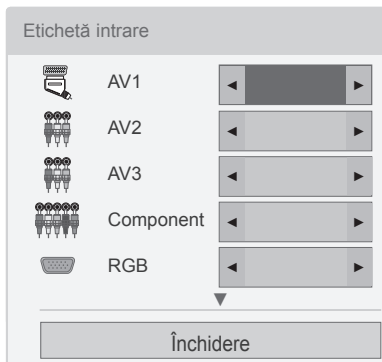 Etichetă intrare
AV1
AV2
AV3
Component
RGB
Închidere